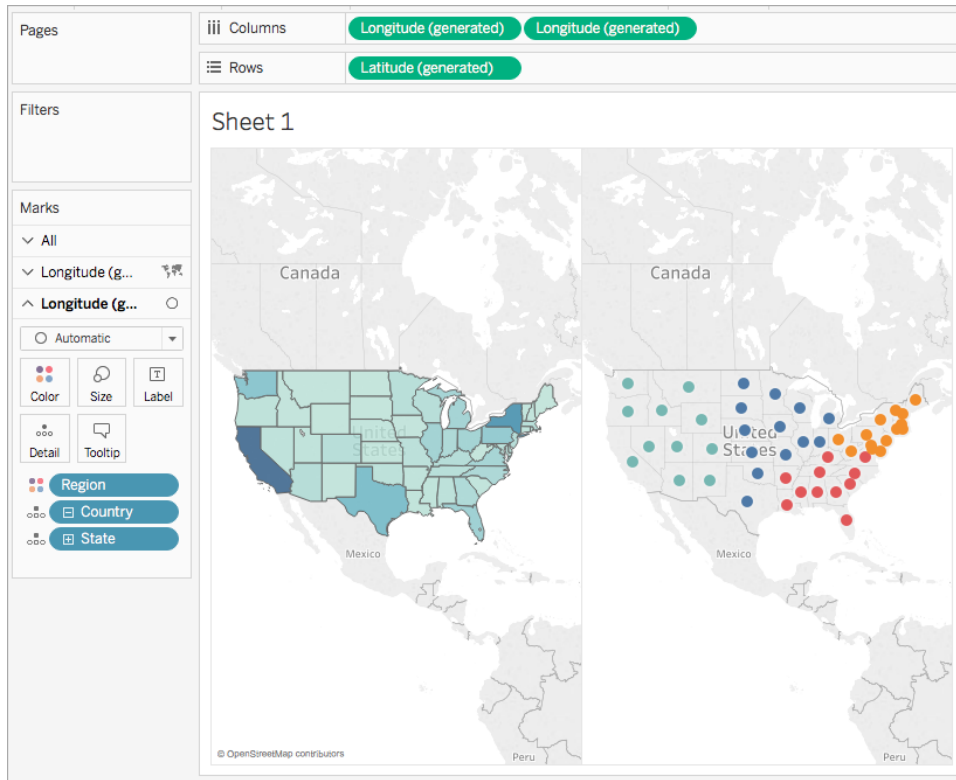 Pages
Columns
Longitude (generated)
Longitude (generated)
Rows
Latitude (generated)
Filters
Marks
All
Longitude (g...
Longitude (g...
Automatic
Color
Size
Label
Detail
Tooltip
Region
Country
State
Sheet 1
Canada
United
States
Mexico
Peru
© OpenStreetMap contributors
Canada
United
States
Mexico
Peru